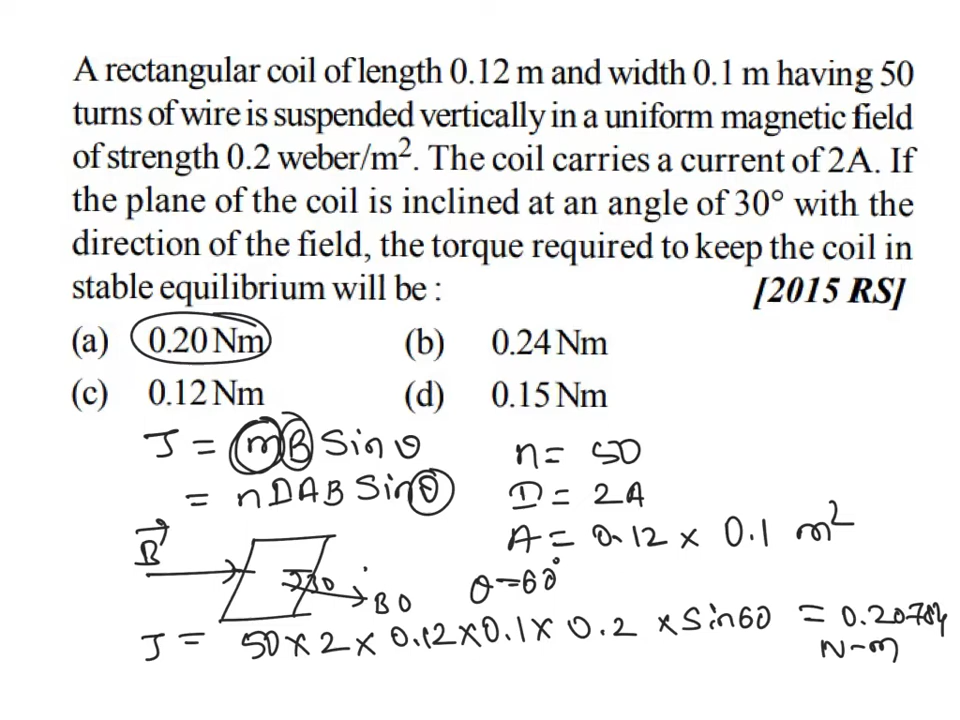 A rectangular coil of length 0.12 m and width 0.1 m having 50
turns of wire is suspended vertically in a uniform magnetic field
of strength 0.2 weber/m². The coil carries a current of 2A. If
the plane of the coil is inclined at an angle of 30° with the
direction of the field, the torque required to keep the coil in
stable equilibrium will be : [2015 RS]
(a) 0.20 Nm (b) 0.24 Nm
(c) 0.12 Nm (d) 0.15 Nm
J = mB Sin θ n = 50
= nIAB Sin θ I = 2A
B⃗ A = 0.12 × 0.1 m²
30 θ = 60°
J = 50 × 2 × 0.12 × 0.1 × 0.2 × Sin60 = 0.20784
N-m